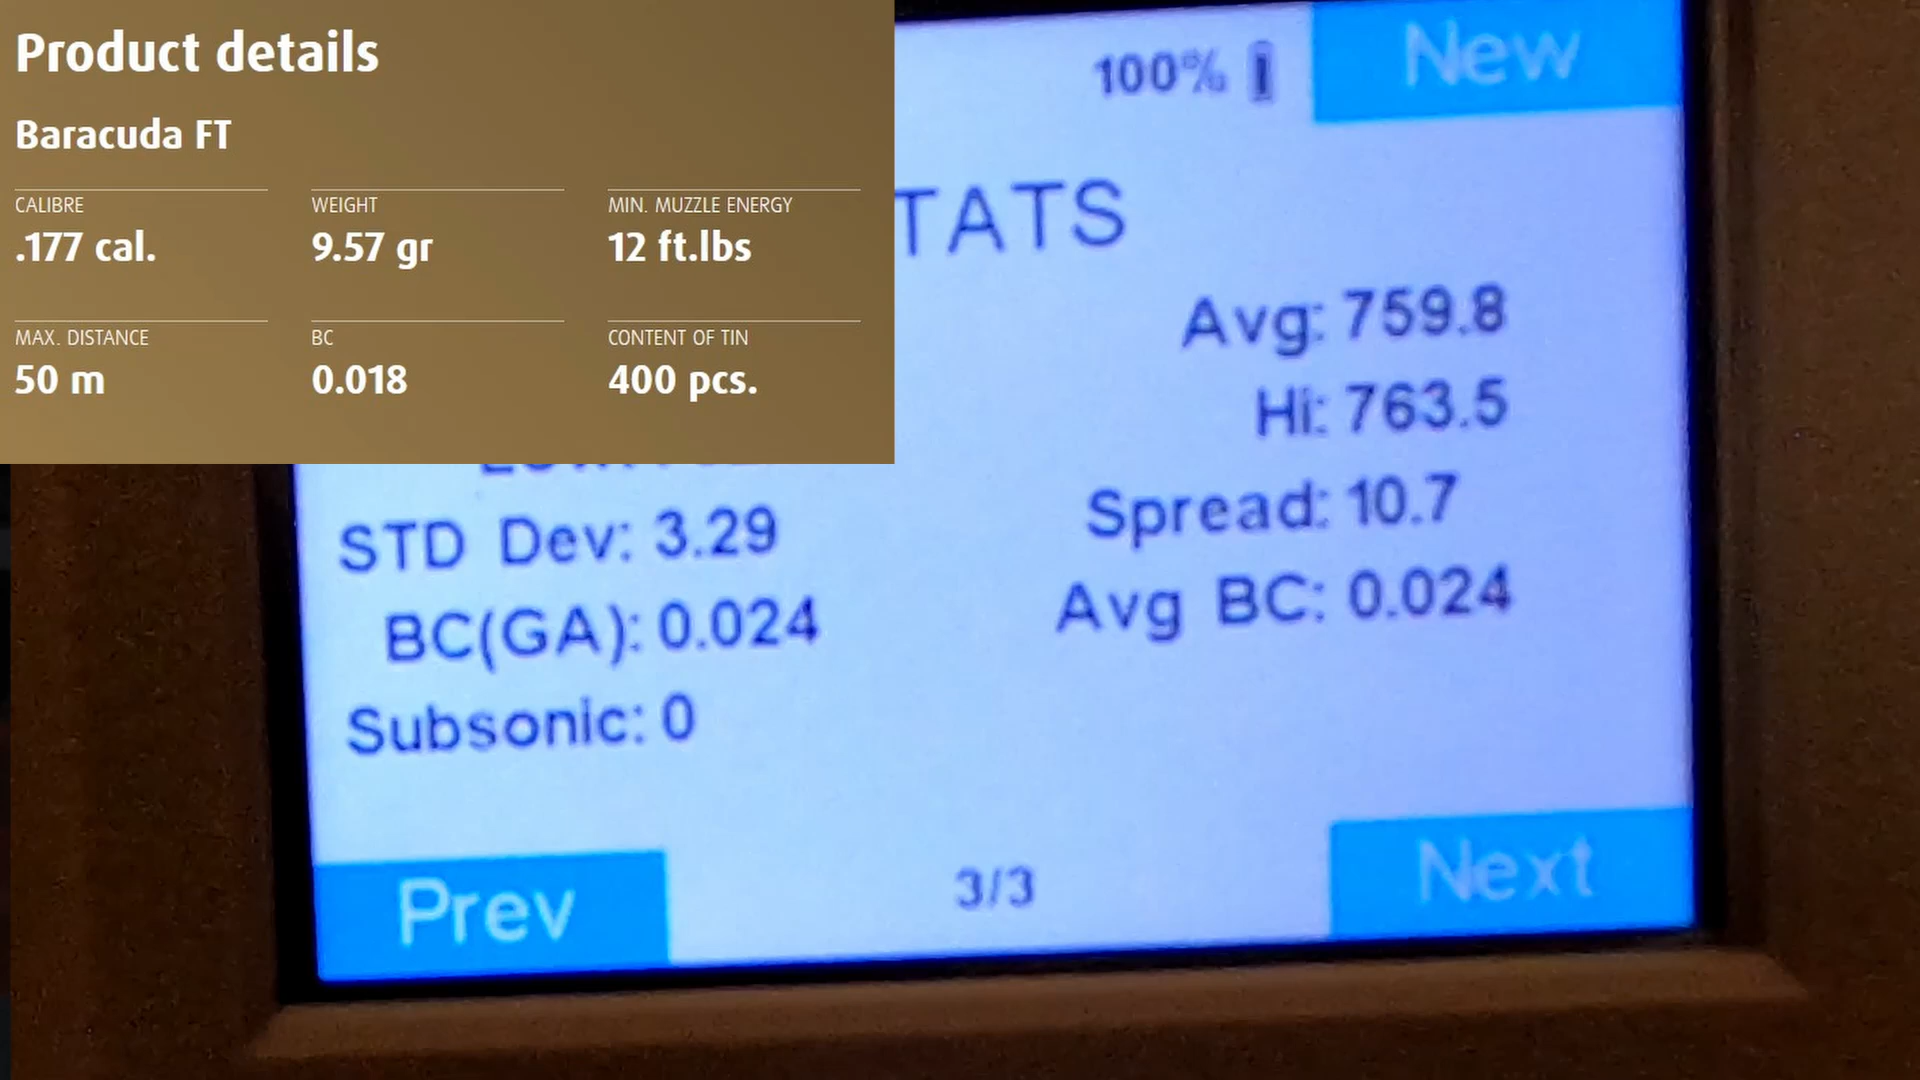 Product details
Baracuda FT
CALIBRE WEIGHT MIN. MUZZLE ENERGY
.177 cal. 9.57 gr 12 ft.lbs
MAX. DISTANCE BC CONTENT OF TIN
50 m 0.018 400 pcs.
100% New
TATS
Avg: 759.8
Hi: 763.5
STD Dev: 3.29 Spread: 10.7
BC(GA): 0.024 Avg BC: 0.024
Subsonic: 0
Prev 3/3 Next